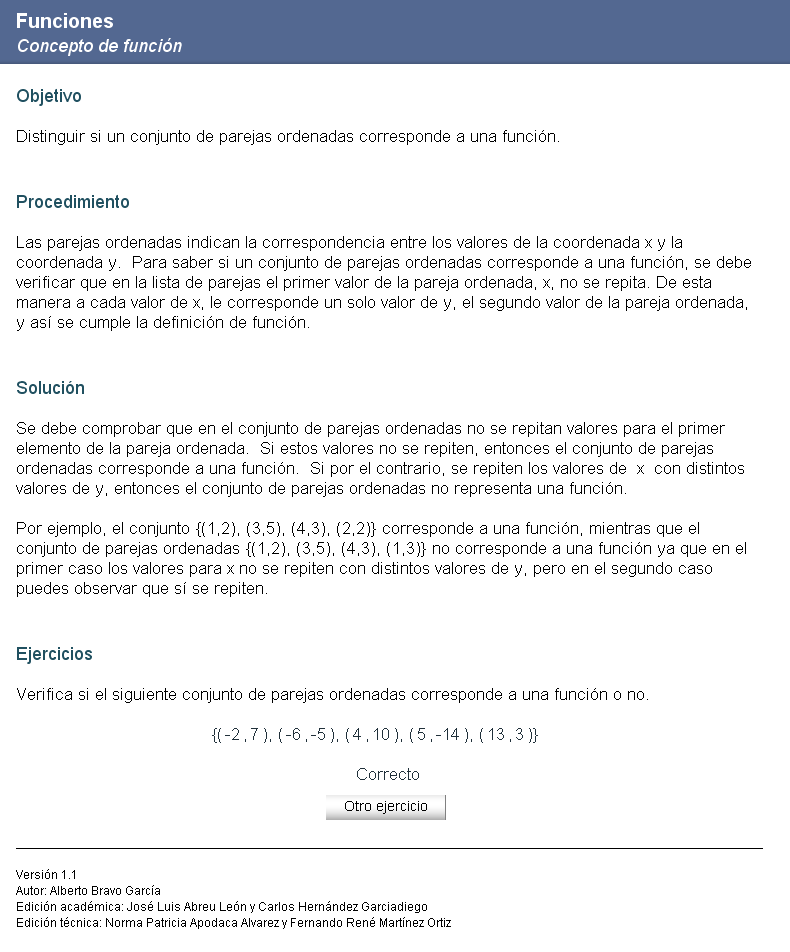 Funciones
Concepto de función
Objetivo
Distinguir si un conjunto de parejas ordenadas corresponde a una función.
Procedimiento
Las parejas ordenadas indican la correspondencia entre los valores de la coordenada x y la
coordenada y.  Para saber si un conjunto de parejas ordenadas corresponde a una función, se debe
verificar que en la lista de parejas el primer valor de la pareja ordenada, x, no se repita. De esta
manera a cada valor de x, le corresponde un solo valor de y, el segundo valor de la pareja ordenada,
y así se cumple la definición de función.
Solución
Se debe comprobar que en el conjunto de parejas ordenadas no se repitan valores para el primer
elemento de la pareja ordenada.  Si estos valores no se repiten, entonces el conjunto de parejas
ordenadas corresponde a una función.  Si por el contrario, se repiten los valores de  x  con distintos
valores de y, entonces el conjunto de parejas ordenadas no representa una función.
Por ejemplo, el conjunto {(1,2), (3,5), (4,3), (2,2)} corresponde a una función, mientras que el
conjunto de parejas ordenadas {(1,2), (3,5), (4,3), (1,3)} no corresponde a una función ya que en el
primer caso los valores para x no se repiten con distintos valores de y, pero en el segundo caso
puedes observar que sí se repiten.
Ejercicios
Verifica si el siguiente conjunto de parejas ordenadas corresponde a una función o no.
{( -2 , 7 ), ( -6 , -5 ), ( 4 , 10 ), ( 5 , -14 ), ( 13 , 3 )}
Correcto
Otro ejercicio
Versión 1.1
Autor: Alberto Bravo García
Edición académica: José Luis Abreu León y Carlos Hernández Garciadiego
Edición técnica: Norma Patricia Apodaca Alvarez y Fernando René Martínez Ortiz